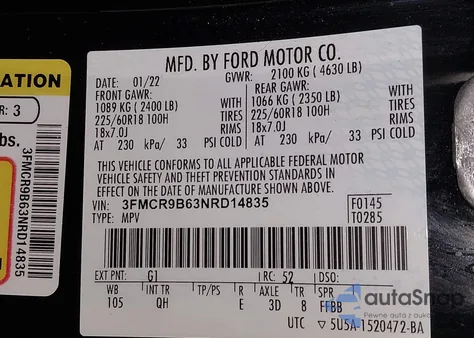 ATION
R: 3
bs.
3FMCR9B63NRD14835
MFD. BY FORD MOTOR CO.
DATE: 01/22 GVWR: 2100 KG ( 4630 LB)
FRONT GAWR: REAR GAWR:
1089 KG ( 2400 LB) WITH 1066 KG ( 2350 LB) WITH
225/60R18 100H TIRES 225/60R18 100H TIRES
18x7.0J RIMS 18x7.0J RIMS
AT 230 kPa/ 33 PSI COLD AT 230 kPa/ 33 PSI COLD
THIS VEHICLE CONFORMS TO ALL APPLICABLE FEDERAL MOTOR
VEHICLE SAFETY AND THEFT PREVENTION STANDARDS IN
EFFECT ON THE DATE OF MANUFACTURE SHOWN ABOVE.
VIN: 3FMCR9B63NRD14835 F0145
TYPE: MPV T0285
EXT PNT: G1 RC: 52 DSO:
WB INT TR TP/PS R AXLE TR SPR
105 QH E 3D 8 FFBB
UTC 5U5A-1520472-BA
autaSnap
Pewne auta z aukcji